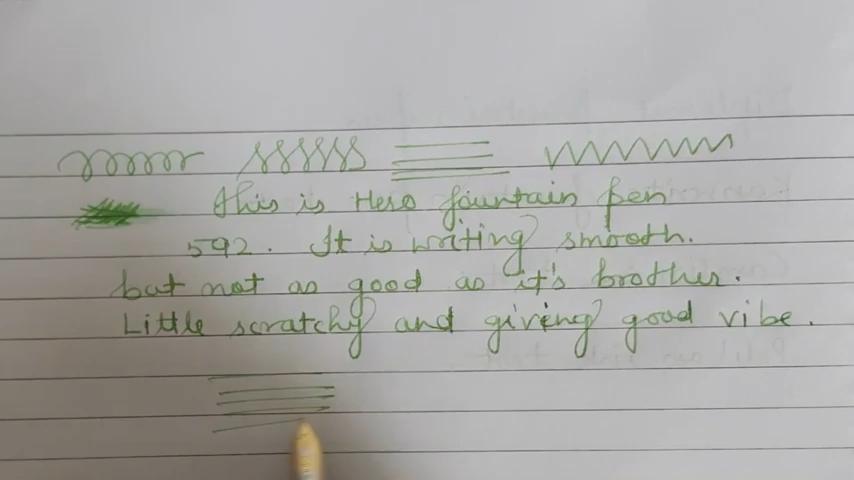 This is Hero fountain pen
592. It is writing smooth.
but not as good as it's brother.
Little scratchy and giving good vibe.